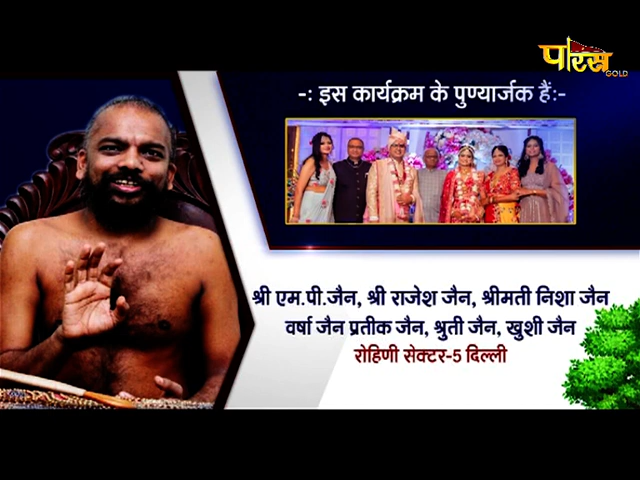 पारस
GOLD
-: इस कार्यक्रम के पुण्यार्जक हैं:-
श्री एम.पी.जैन, श्री राजेश जैन, श्रीमती निशा जैन
वर्षा जैन प्रतीक जैन, श्रुती जैन, खुशी जैन
रोहिणी सेक्टर-5 दिल्ली